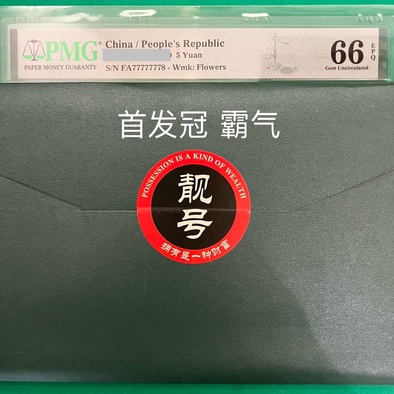 PMG
PAPER MONEY GUARANTY
China / People's Republic
5 Yuan
S/N FA77777778 - Wmk: Flowers
66 EPQ
Gem Uncirculated
首发冠 霸气
POSSESSION IS A KIND OF WEALTH
靓号
拥有是一种财富